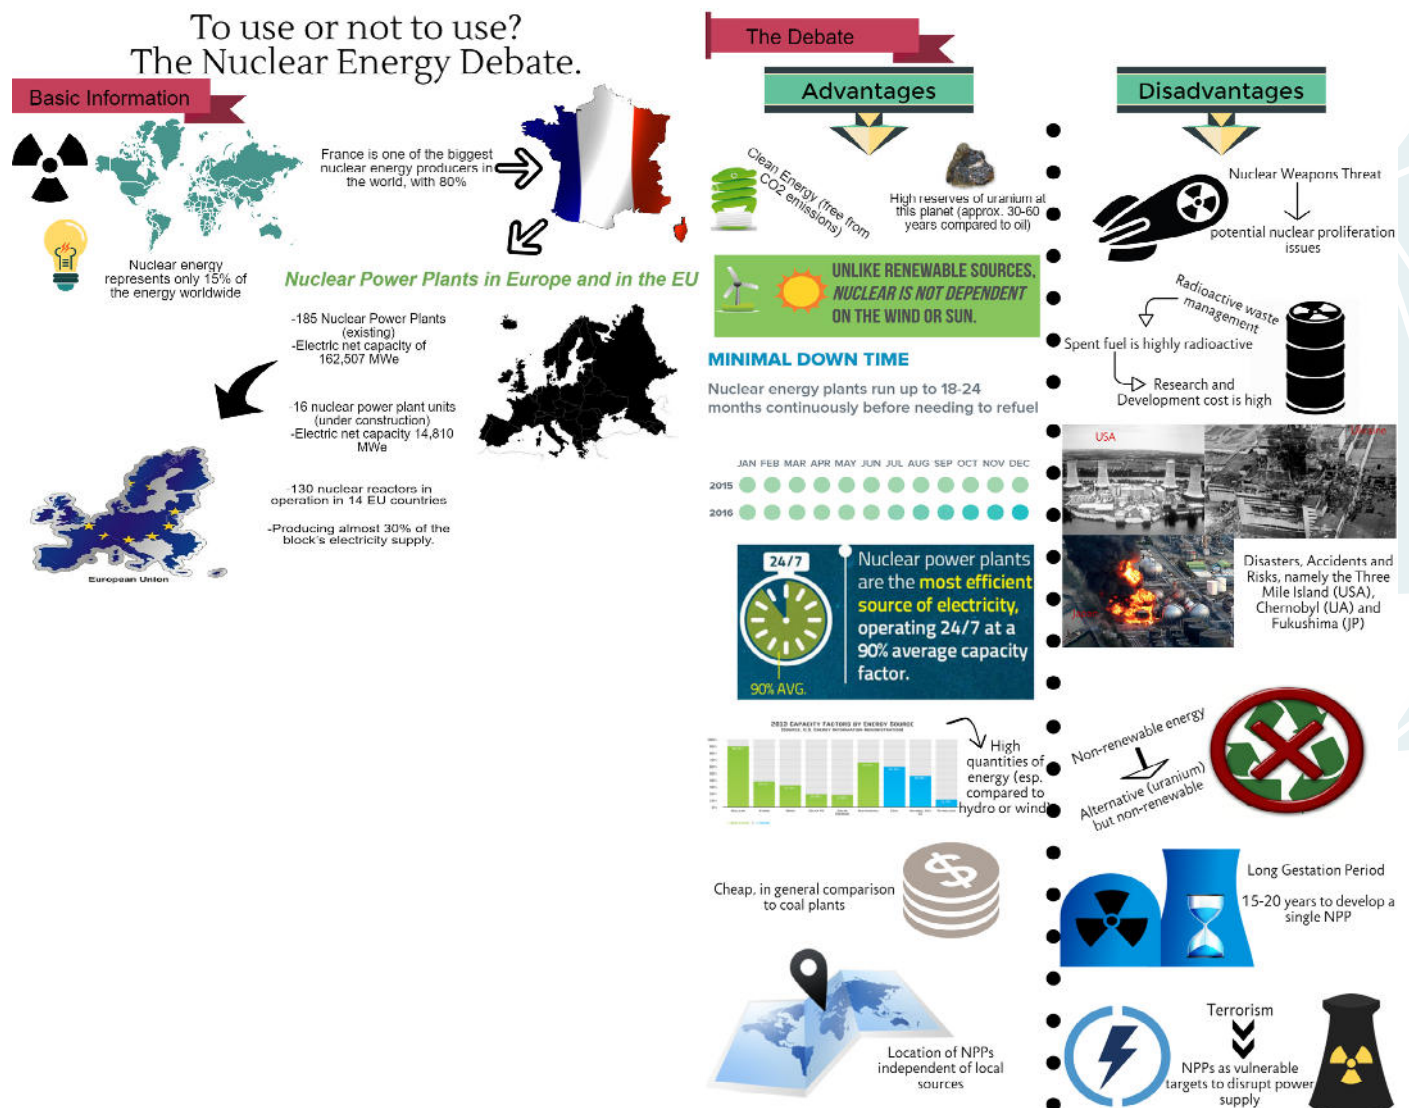 To use or not to use?
The Nuclear Energy Debate.
Basic Information
France is one of the biggest
nuclear energy producers in
the world, with 80%
Nuclear energy
represents only 15% of
the energy worldwide
Nuclear Power Plants in Europe and in the EU
-185 Nuclear Power Plants
(existing)
-Electric net capacity of
162,507 MWe
-16 nuclear power plant units
(under construction)
-Electric net capacity 14,810
MWe
-130 nuclear reactors in
operation in 14 EU countries
-Producing almost 30% of the
block's electricity supply.
European Union
The Debate
Advantages
Clean Energy (free from
CO2 emissions)
High reserves of uranium at
this planet (approx. 30-60
years compared to oil)
UNLIKE RENEWABLE SOURCES,
NUCLEAR IS NOT DEPENDENT
ON THE WIND OR SUN.
MINIMAL DOWN TIME
Nuclear energy plants run up to 18-24
months continuously before needing to refuel
JAN FEB MAR APR MAY JUN JUL AUG SEP OCT NOV DEC
2015
2016
24/7
90% AVG.
Nuclear power plants
are the most efficient
source of electricity,
operating 24/7 at a
90% average capacity
factor.
2013 CAPACITY FACTORS BY ENERGY SOURCE
(SOURCE: U.S. ENERGY INFORMATION ADMINISTRATION)
High
quantities of
energy (esp.
compared to
hydro or wind)
Cheap, in general comparison
to coal plants
Location of NPPs
independent of local
sources
Disadvantages
Nuclear Weapons Threat
potential nuclear proliferation
issues
Radioactive waste
management
Spent fuel is highly radioactive
Research and
Development cost is high
USA
Ukraine
Disasters, Accidents and
Risks, namely the Three
Mile Island (USA),
Chernobyl (UA) and
Fukushima (JP)
Non-renewable energy
Alternative (uranium)
but non-renewable
Long Gestation Period
15-20 years to develop a
single NPP
Terrorism
NPPs as vulnerable
targets to disrupt power
supply